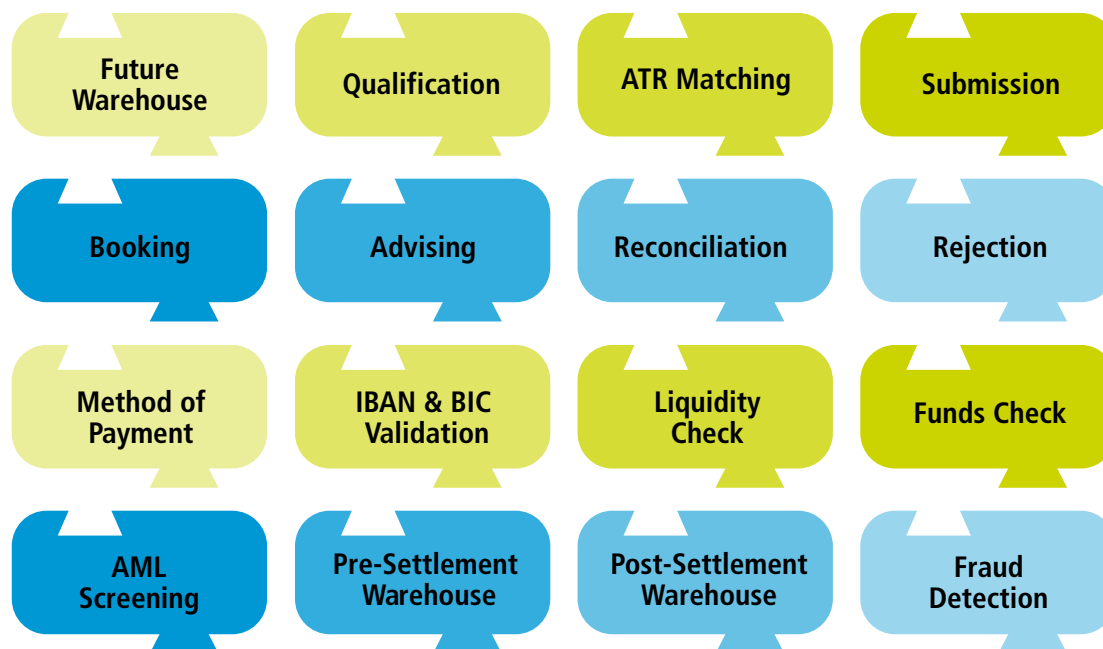 Future
Warehouse
Qualification
ATR Matching
Submission
Booking
Advising
Reconciliation
Rejection
Method of
Payment
IBAN & BIC
Validation
Liquidity
Check
Funds Check
AML
Screening
Pre-Settlement
Warehouse
Post-Settlement
Warehouse
Fraud
Detection